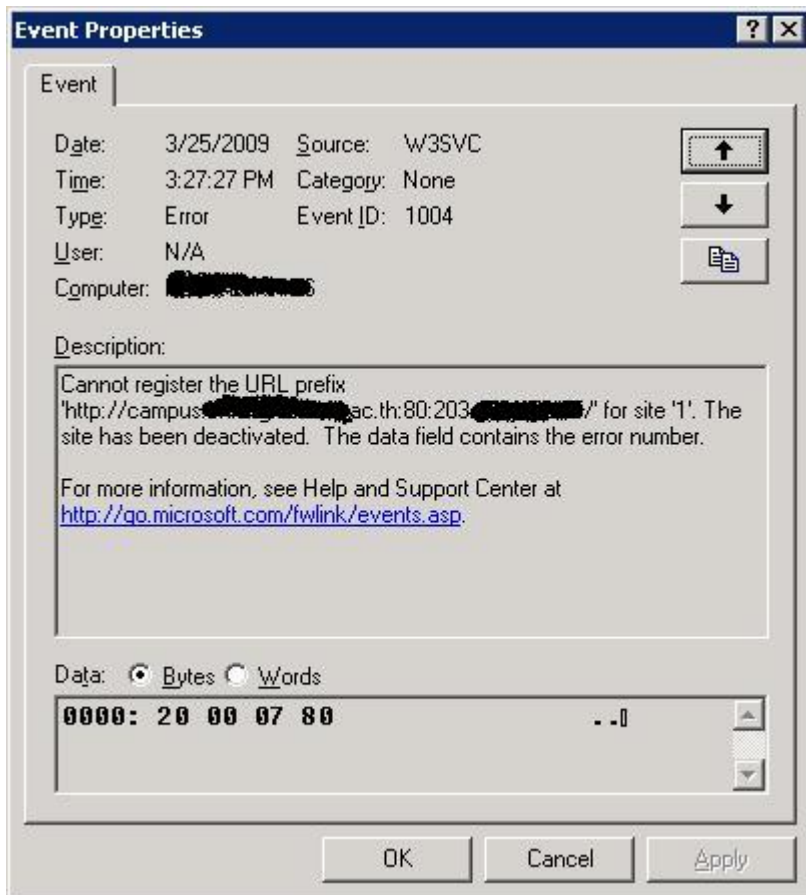 Event Properties
Event
Date: 3/25/2009 Source: W3SVC
Time: 3:27:27 PM Category: None
Type: Error Event ID: 1004
User: N/A
Computer:
Description:
Cannot register the URL prefix
'http://campus ac.th:80:203 /' for site '1'. The
site has been deactivated. The data field contains the error number.
For more information, see Help and Support Center at
http://go.microsoft.com/fwlink/events.asp.
Data: Bytes Words
0000: 20 00 07 80 ..
OK Cancel Apply